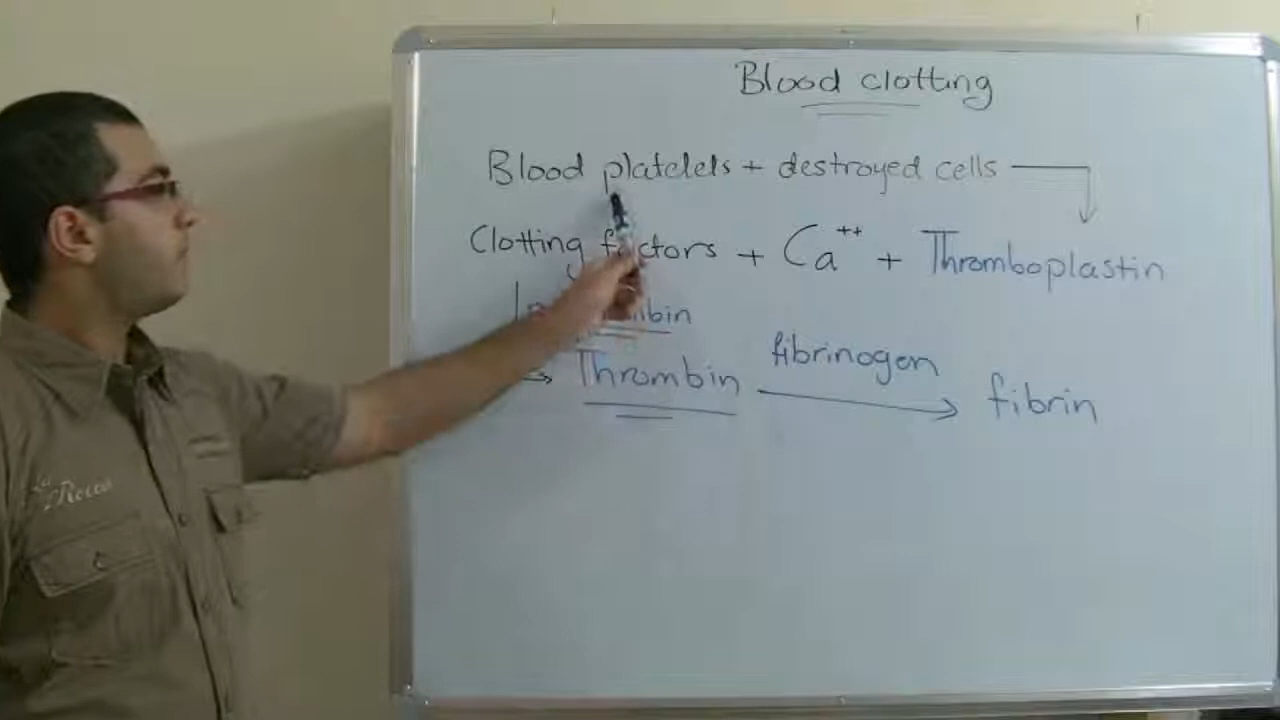 Blood clotting
Blood platelets + destroyed cells
Clotting factors + Ca++ + Thromboplastin
Thrombin
fibrinogen
fibrin